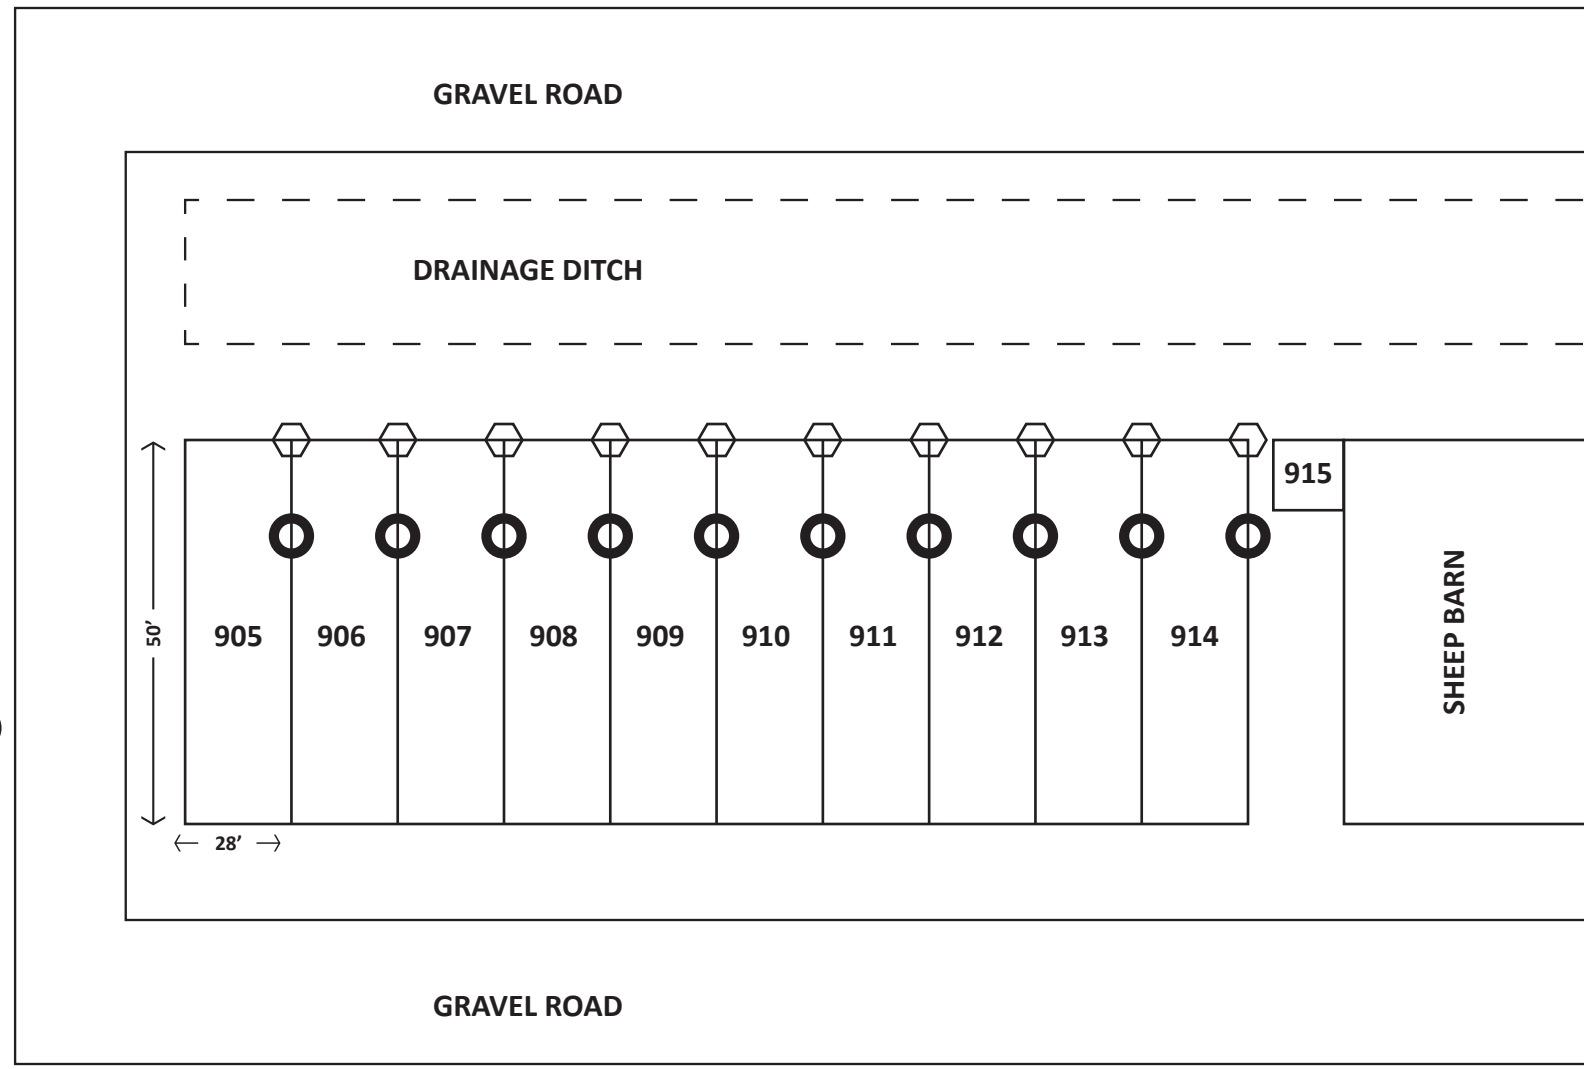 GRAVEL ROAD
DRAINAGE DITCH
915
50’
905 906 907 908 909 910 911 912 913 914
SHEEP BARN
28’
GRAVEL ROAD